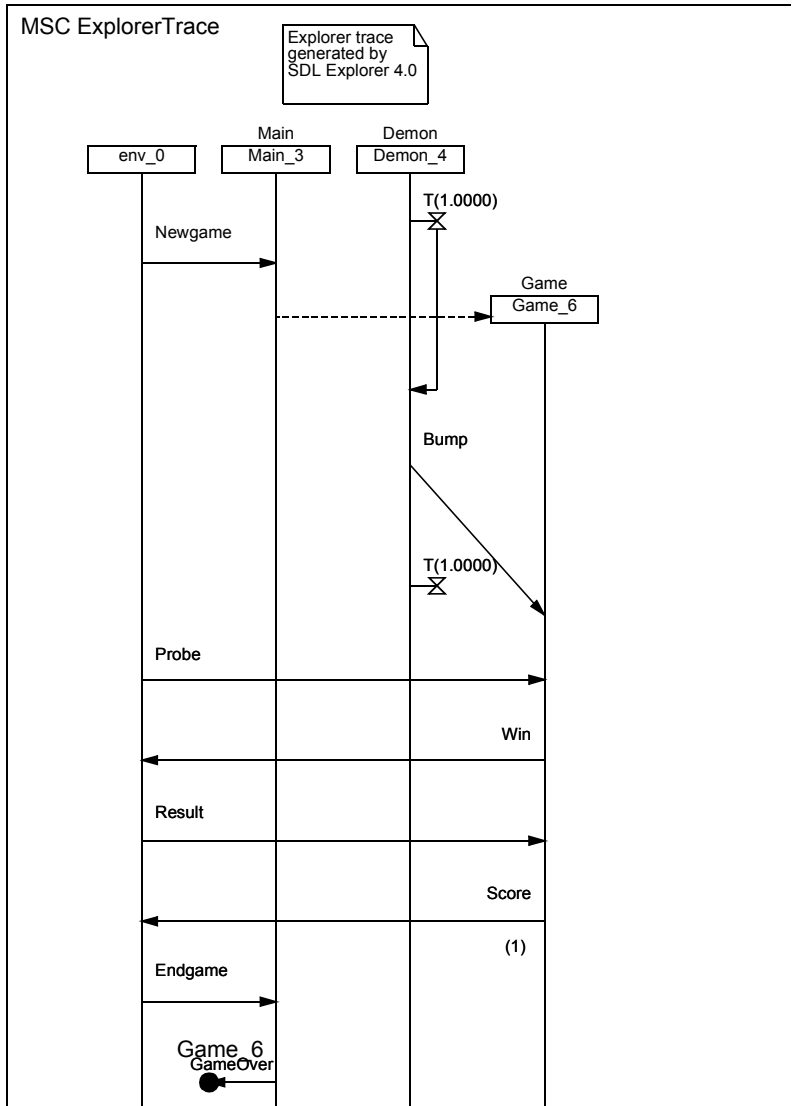 MSC ExplorerTrace
Explorer trace
generated by
SDL Explorer 4.0
Main
Demon
env_0
Main_3
Demon_4
T(1.0000)
Newgame
Game
Game_6
Bump
T(1.0000)
Probe
Win
Result
Score
(1)
Endgame
Game_6
GameOver